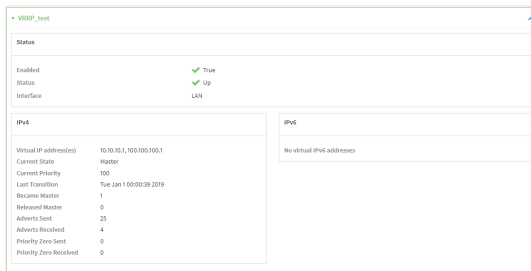 VRRP_test
Status
Enabled True
Status Up
Interface LAN
IPv4
Virtual IP address(es) 10.10.10.1, 100.100.100.1
Current State Master
Current Priority 100
Last Transition Tue Jan 1 00:00:39 2019
Became Master 1
Released Master 0
Adverts Sent 25
Adverts Received 4
Priority Zero Sent 0
Priority Zero Received 0
IPv6
No virtual IPv6 addresses